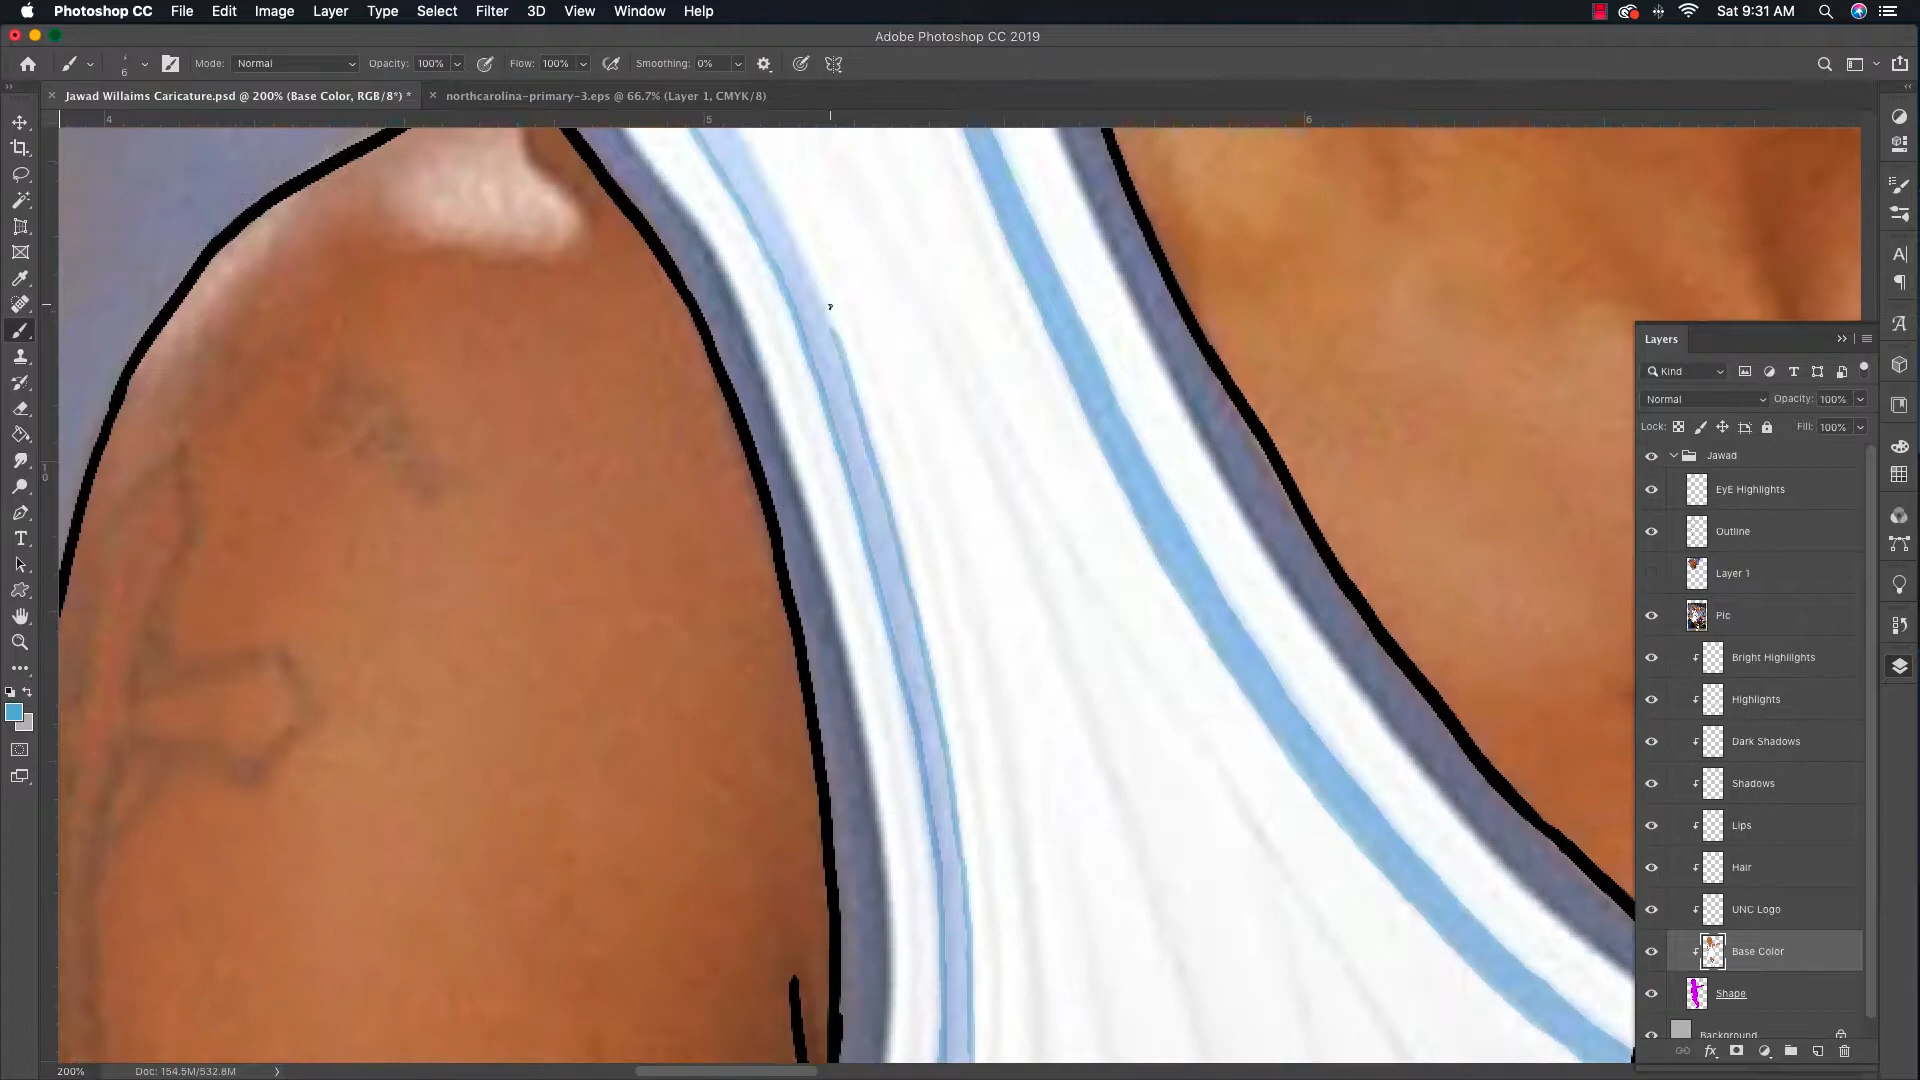 Photoshop CC File Edit Image Layer Type Select Filter 3D View Window Help Sat 9:31 AM
Adobe Photoshop CC 2019
6 Mode: Normal Opacity: 100% Flow: 100% Smoothing: 0%
Jawad Willaims Caricature.psd @ 200% (Base Color, RGB/8*) * northcarolina-primary-3.eps @ 66.7% (Layer 1, CMYK/8)
4 5 6
10
Layers
Kind
Normal Opacity: 100%
Lock: Fill: 100%
Jawad
EyE Highlights
Outline
Layer 1
Pic
Bright Highlights
Highlights
Dark Shadows
Shadows
Lips
Hair
UNC Logo
Base Color
Shape
Background
200% Doc: 154.5M/532.8M